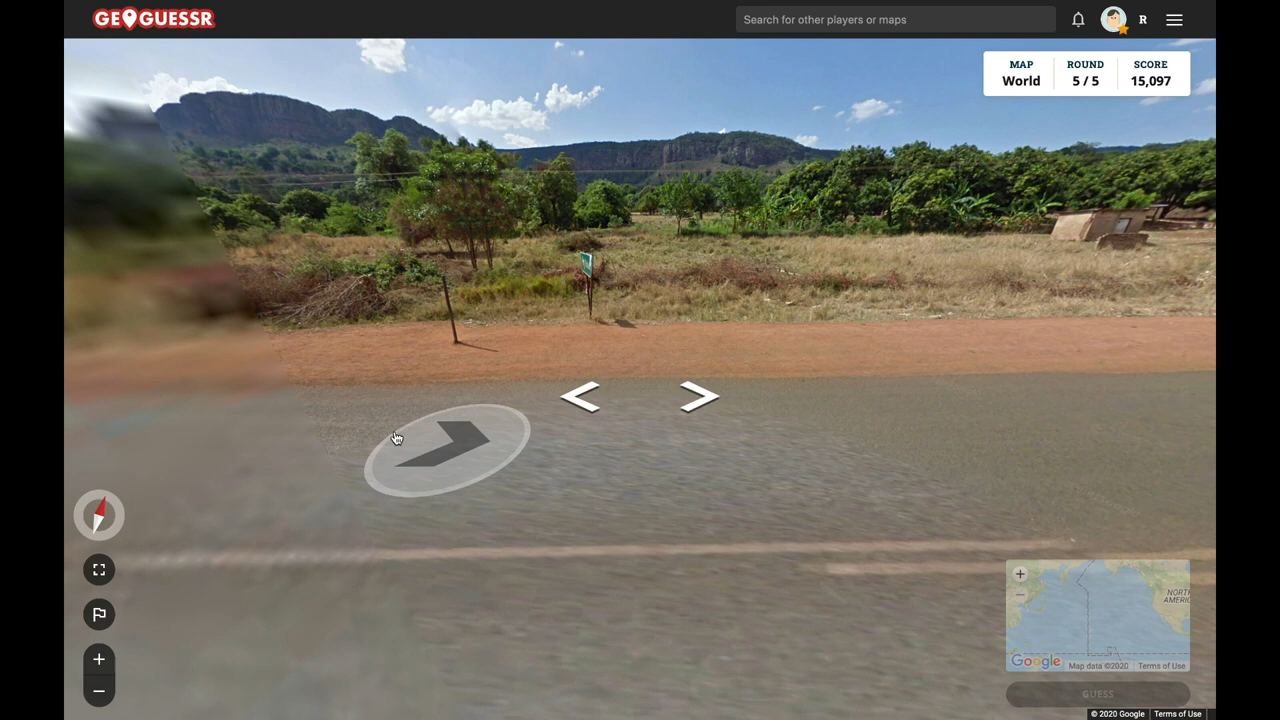 GEOGUESSR
Search for other players or maps
R
MAP
World
ROUND
5 / 5
SCORE
15,097
NORTH
AMERIC
Google
Map data ©2020
Terms of Use
GUESS
© 2020 Google
Terms of Use